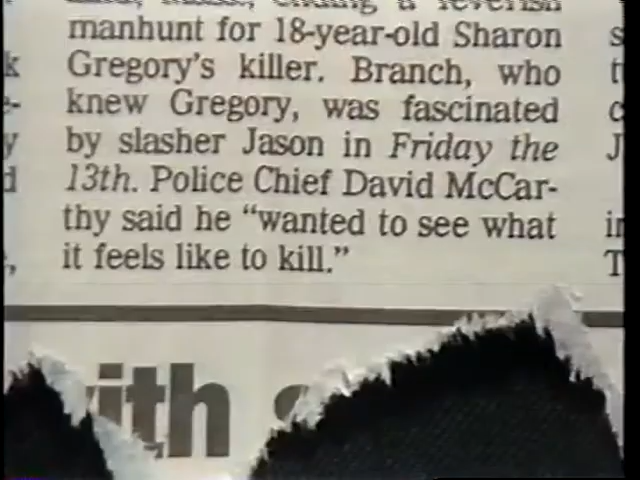 manhunt for 18-year-old Sharon
Gregory's killer. Branch, who
knew Gregory, was fascinated
by slasher Jason in Friday the
13th. Police Chief David McCar-
thy said he “wanted to see what
it feels like to kill.”